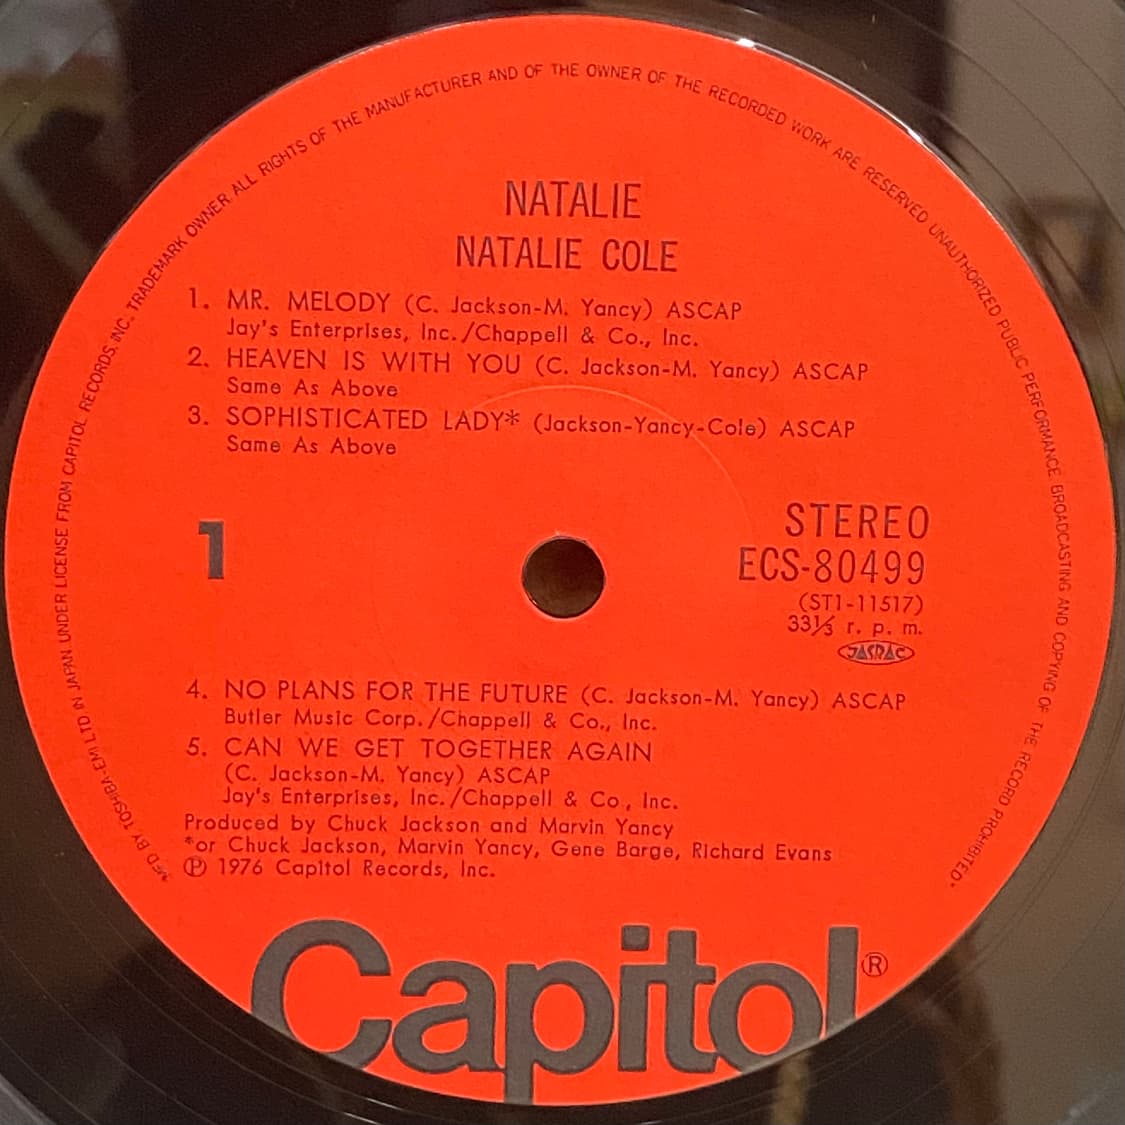 MF'D BY TOSHIBA-EMI LTD IN JAPAN UNDER LICENSE FROM CAPITOL RECORDS, INC., TRADEMARK OWNER ALL RIGHTS OF THE MANUFACTURER AND OF THE OWNER OF THE RECORDED WORK ARE RESERVED UNAUTHORIZED PUBLIC PERFORMANCE BROADCASTING AND COPYING OF THE RECORD PROHIBITED
NATALIE
NATALIE COLE
1. MR. MELODY (C. Jackson-M. Yancy) ASCAP
Jay's Enterprises, Inc./Chappell & Co., Inc.
2. HEAVEN IS WITH YOU (C. Jackson-M. Yancy) ASCAP
Same As Above
3. SOPHISTICATED LADY* (Jackson-Yancy-Cole) ASCAP
Same As Above
1
STEREO
ECS-80499
(ST1-11517)
33⅓ r. p. m.
JASRAC
4. NO PLANS FOR THE FUTURE (C. Jackson-M. Yancy) ASCAP
Butler Music Corp./Chappell & Co., Inc.
5. CAN WE GET TOGETHER AGAIN
(C. Jackson-M. Yancy) ASCAP
Jay's Enterprises, Inc./Chappell & Co., Inc.
Produced by Chuck Jackson and Marvin Yancy
*or Chuck Jackson, Marvin Yancy, Gene Barge, Richard Evans
℗ 1976 Capitol Records, Inc.
Capitol®